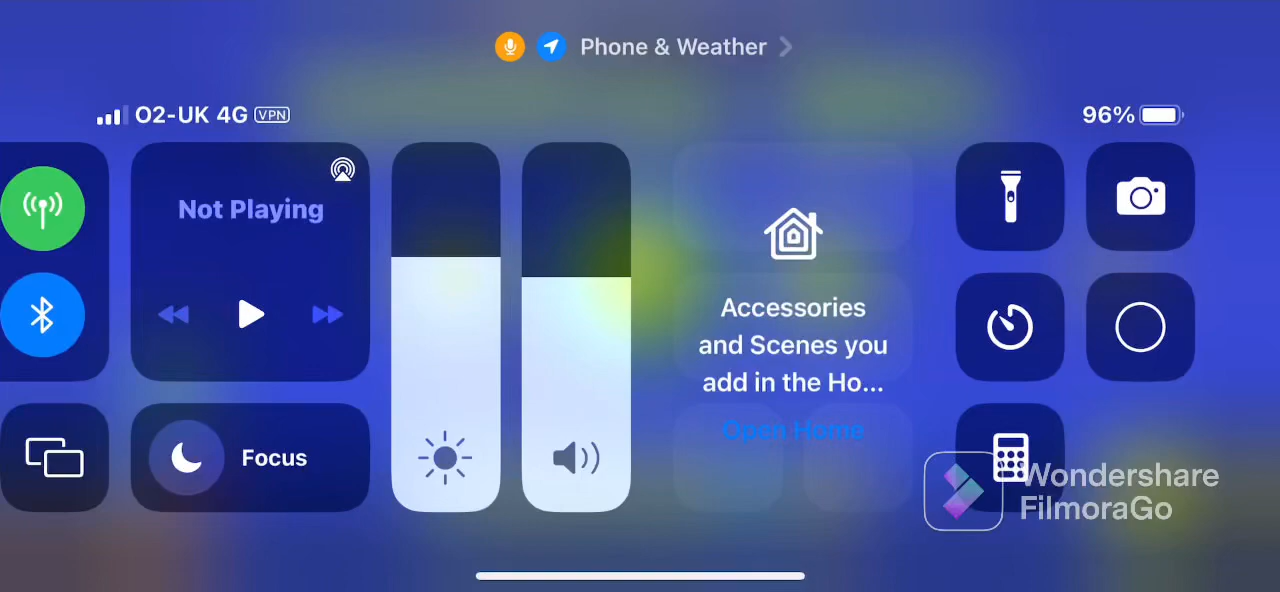 Phone & Weather
O2-UK 4G VPN
96%
Not Playing
Accessories
and Scenes you
add in the Ho...
Open Home
Focus
Wondershare
FilmoraGo